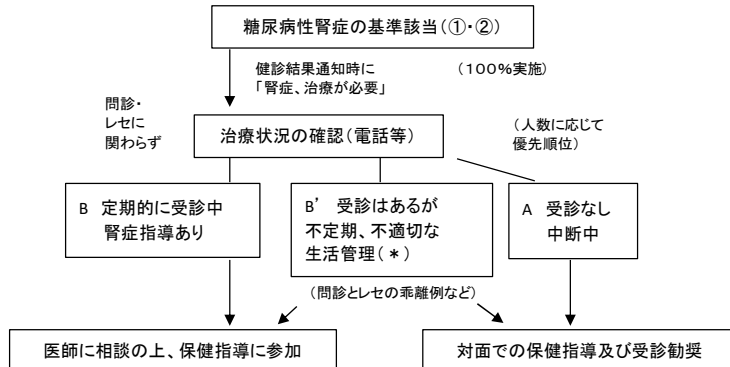 糖尿病性腎症の基準該当(①･②)
健診結果通知時に
「腎症、治療が必要」
(100%実施)
問診・
レセに
関わらず
治療状況の確認(電話等)
(人数に応じて
優先順位)
B 定期的に受診中
腎症指導あり
B' 受診はあるが
不定期、不適切な
生活管理(*)
A 受診なし
中断中
(問診とレセの乖離例など)
医師に相談の上、保健指導に参加
対面での保健指導及び受診勧奨